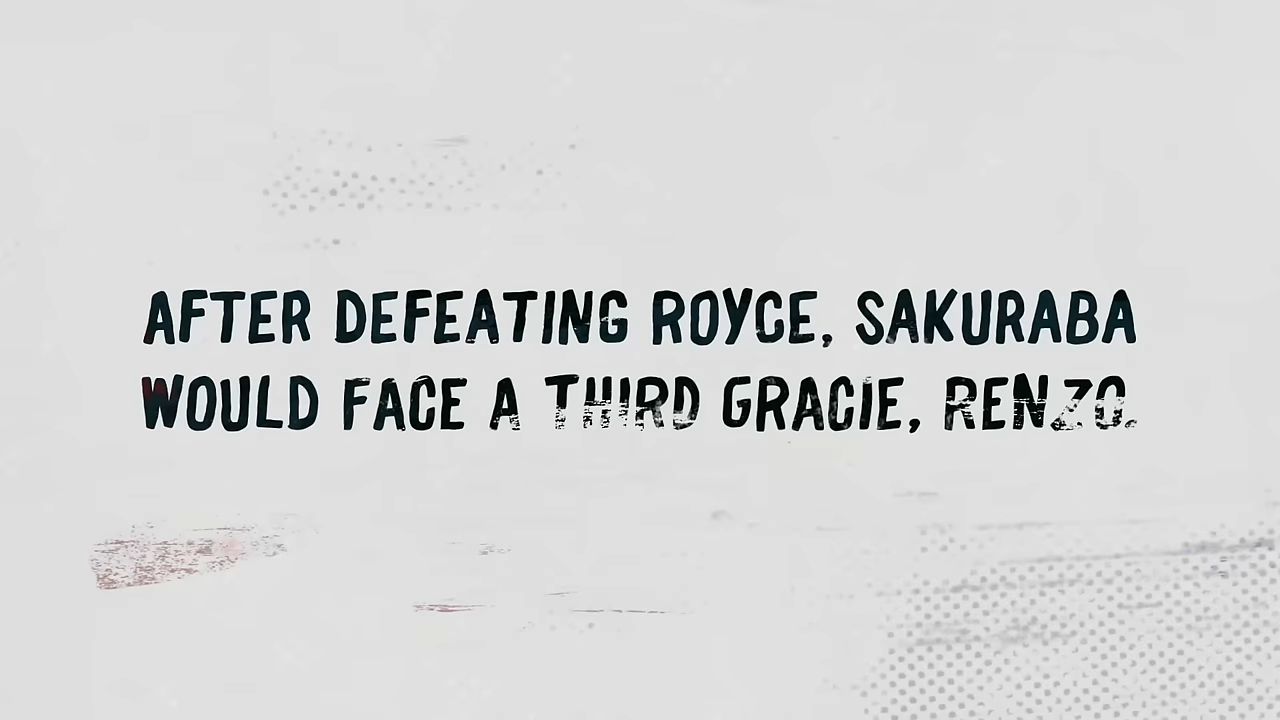 AFTER DEFEATING ROYCE, SAKURABA
WOULD FACE A THIRD GRACIE, RENZO.